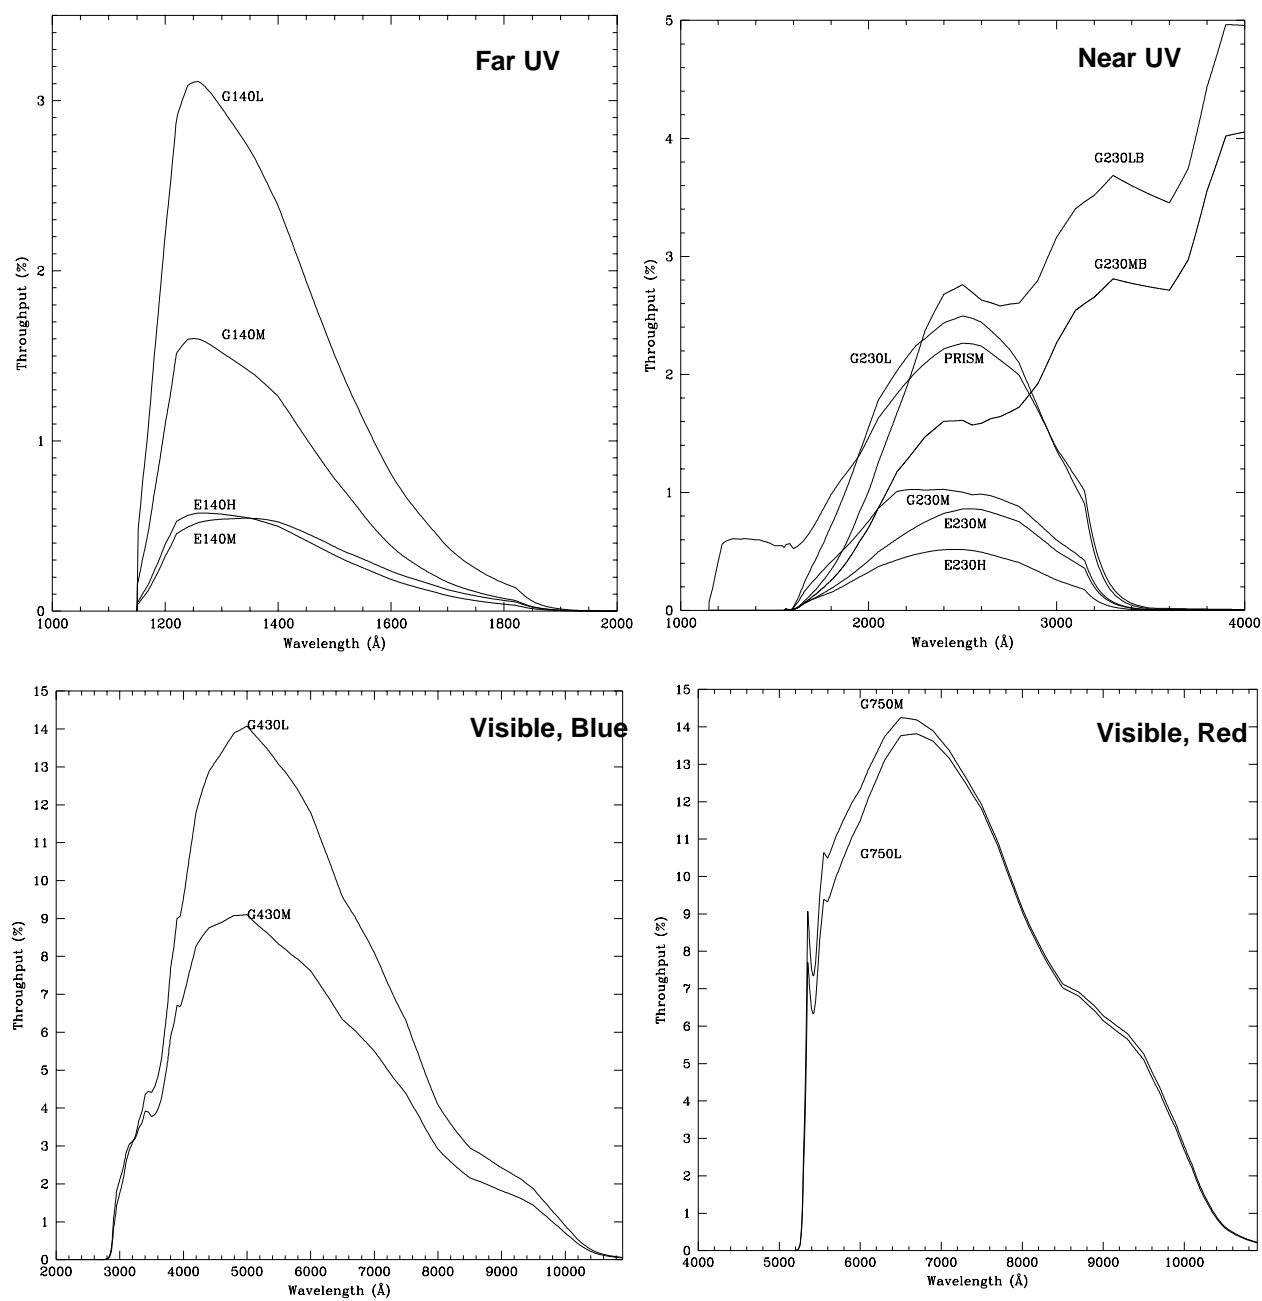 Far UV
3
2
1
0
Throughput (%)
G140L
G140M
E140H
E140M
1000 1200 1400 1600 1800 2000
Wavelength (Å)
Near UV
5
4
3
2
1
0
Throughput (%)
G230LB
G230MB
G230L
PRISM
G230M
E230M
E230H
1000 2000 3000 4000
Wavelength (Å)
Visible, Blue
15
14
13
12
11
10
9
8
7
6
5
4
3
2
1
0
Throughput (%)
G430L
G430M
2000 3000 4000 5000 6000 7000 8000 9000 10000
Wavelength (Å)
Visible, Red
15
14
13
12
11
10
9
8
7
6
5
4
3
2
1
0
Throughput (%)
G750M
G750L
4000 5000 6000 7000 8000 9000 10000
Wavelength (Å)